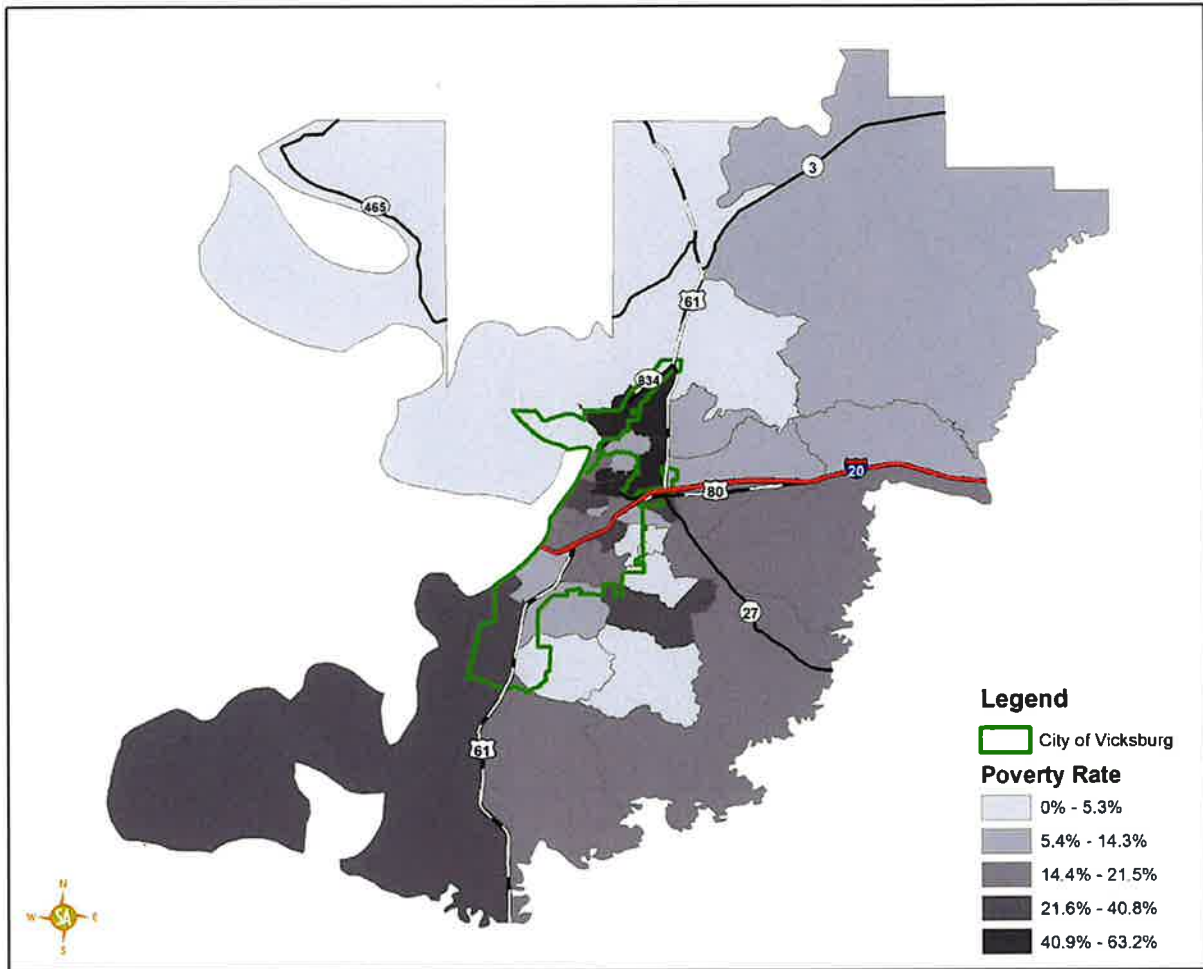 3
465
61
834
20
80
27
61
Legend
City of Vicksburg
Poverty Rate
0% - 5.3%
5.4% - 14.3%
14.4% - 21.5%
21.6% - 40.8%
40.9% - 63.2%
N
W SA E
S